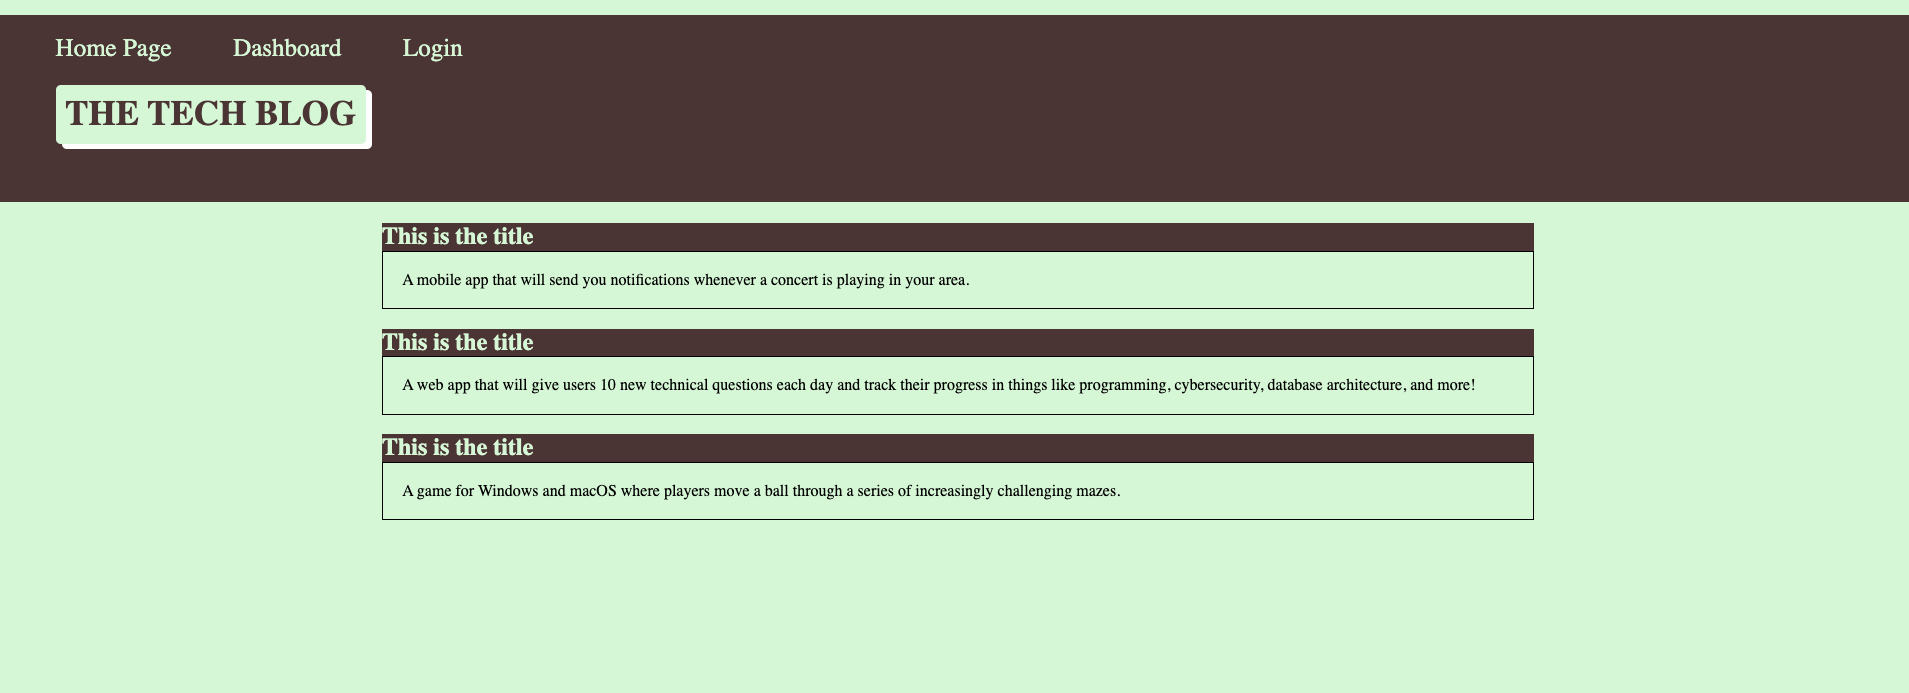 Home Page Dashboard Login
THE TECH BLOG
This is the title
A mobile app that will send you notifications whenever a concert is playing in your area.
This is the title
A web app that will give users 10 new technical questions each day and track their progress in things like programming, cybersecurity, database architecture, and more!
This is the title
A game for Windows and macOS where players move a ball through a series of increasingly challenging mazes.